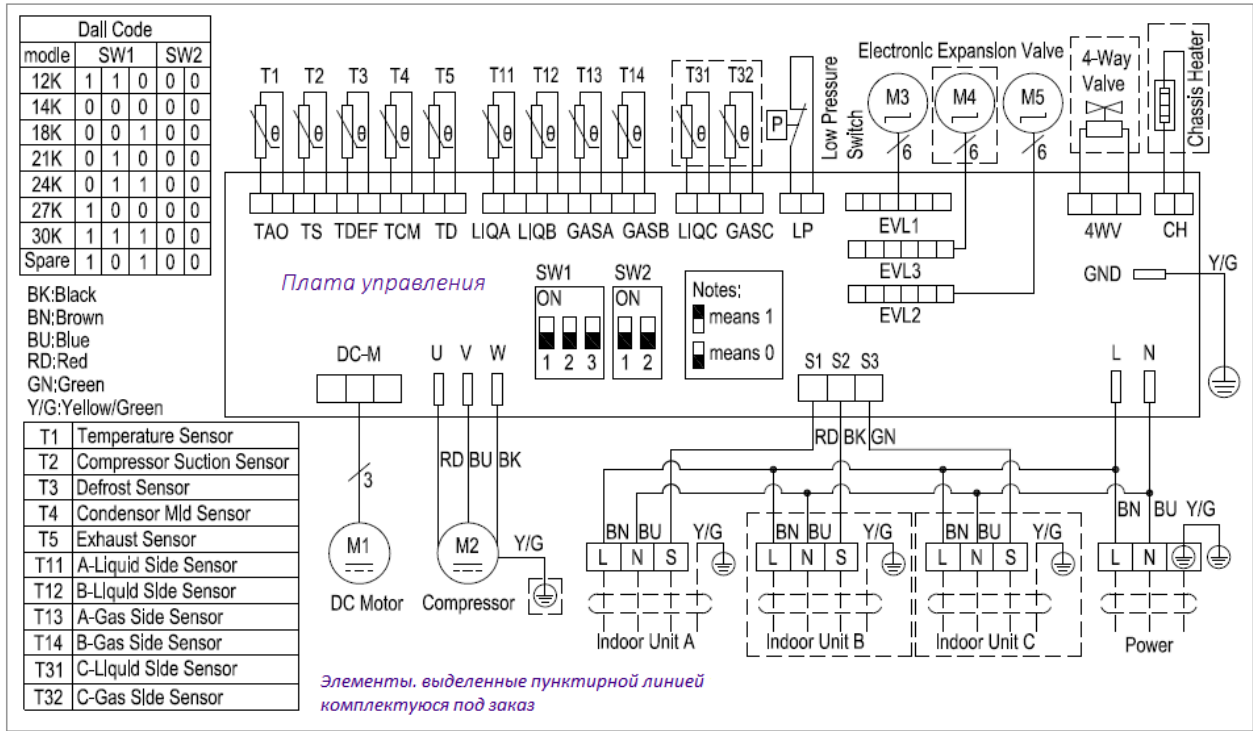 Dall Code
modle SW1 SW2
12K 1 1 0 0 0
14K 0 0 0 0 0
18K 0 0 1 0 0
21K 0 1 0 0 0
24K 0 1 1 0 0
27K 1 0 0 0 0
30K 1 1 1 0 0
Spare 1 0 1 0 0
BK:Black
BN:Brown
BU:Blue
RD:Red
GN:Green
Y/G:Yellow/Green
T1 Temperature Sensor
T2 Compressor Suction Sensor
T3 Defrost Sensor
T4 Condensor Mid Sensor
T5 Exhaust Sensor
T11 A-Liquid Side Sensor
T12 B-Liquid Side Sensor
T13 A-Gas Side Sensor
T14 B-Gas Side Sensor
T31 C-Liquid Side Sensor
T32 C-Gas Side Sensor
T1 T2 T3 T4 T5 T11 T12 T13 T14 T31 T32
θ θ θ θ θ θ θ θ θ θ θ
P
Low Pressure
Switch
Electronic Expansion Valve
M3 M4 M5
6 6 6
4-Way
Valve
Chassis Heater
TAO TS TDEF TCM TD LIQA LIQB GASA GASB LIQC GASC LP
EVL1
EVL3
EVL2
4WV CH
GND
Y/G
Плата управления
SW1 SW2
ON ON
1 2 3 1 2
Notes:
means 1
means 0
DC-M U V W
S1 S2 S3
L N
RD BU BK
RD BK GN
3
M1
DC Motor
M2
Compressor
Y/G
BN BU Y/G
L N S
Indoor Unit A
BN BU Y/G
L N S
Indoor Unit B
BN BU Y/G
L N S
Indoor Unit C
BN BU Y/G
L N
Power
Элементы. выделенные пунктирной линией
комплектуюся под заказ